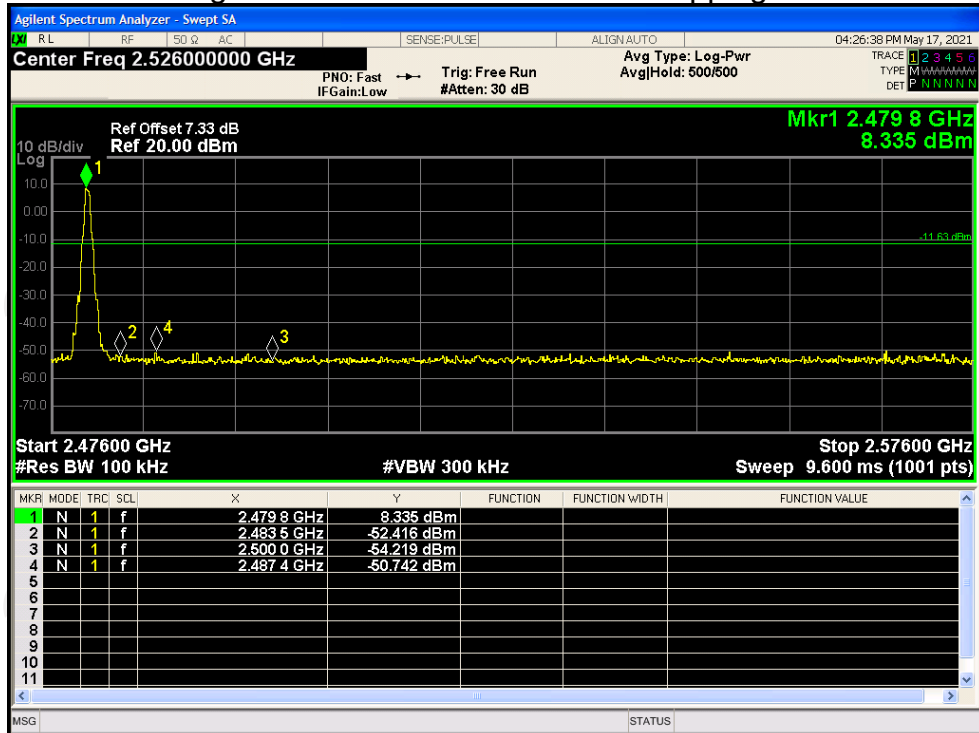 Agilent Spectrum Analyzer - Swept SA
LXI RL RF 50 Ω AC SENSE:PULSE ALIGN AUTO 04:26:38 PM May 17, 2021
Center Freq 2.526000000 GHz
PNO: Fast
IFGain:Low
Trig: Free Run
#Atten: 30 dB
Avg Type: Log-Pwr
Avg|Hold: 500/500
TRACE 1 2 3 4 5 6
TYPE M
DET P N N N N N
Ref Offset 7.33 dB
10 dB/div Ref 20.00 dBm
Log
Mkr1 2.479 8 GHz
8.335 dBm
10.0
0.00
-10.0
-20.0
-30.0
-40.0
-50.0
-60.0
-70.0
1
2
4
3
-11.63 dBm
Start 2.47600 GHz Stop 2.57600 GHz
#Res BW 100 kHz #VBW 300 kHz Sweep 9.600 ms (1001 pts)
MKR MODE TRC SCL X Y FUNCTION FUNCTION WIDTH FUNCTION VALUE
1 N 1 f 2.479 8 GHz 8.335 dBm
2 N 1 f 2.483 5 GHz -52.416 dBm
3 N 1 f 2.500 0 GHz -54.219 dBm
4 N 1 f 2.487 4 GHz -50.742 dBm
5
6
7
8
9
10
11
MSG STATUS